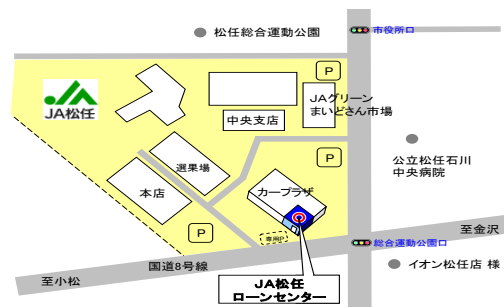 松任総合運動公園
市役所口
P
JA松任
JAグリーン
まいどさん市場
中央支店
P
公立松任石川
中央病院
選果場
本店
カープラザ
P
専用P
至金沢
総合運動公園口
国道8号線
至小松
イオン松任店 様
JA松任
ローンセンター